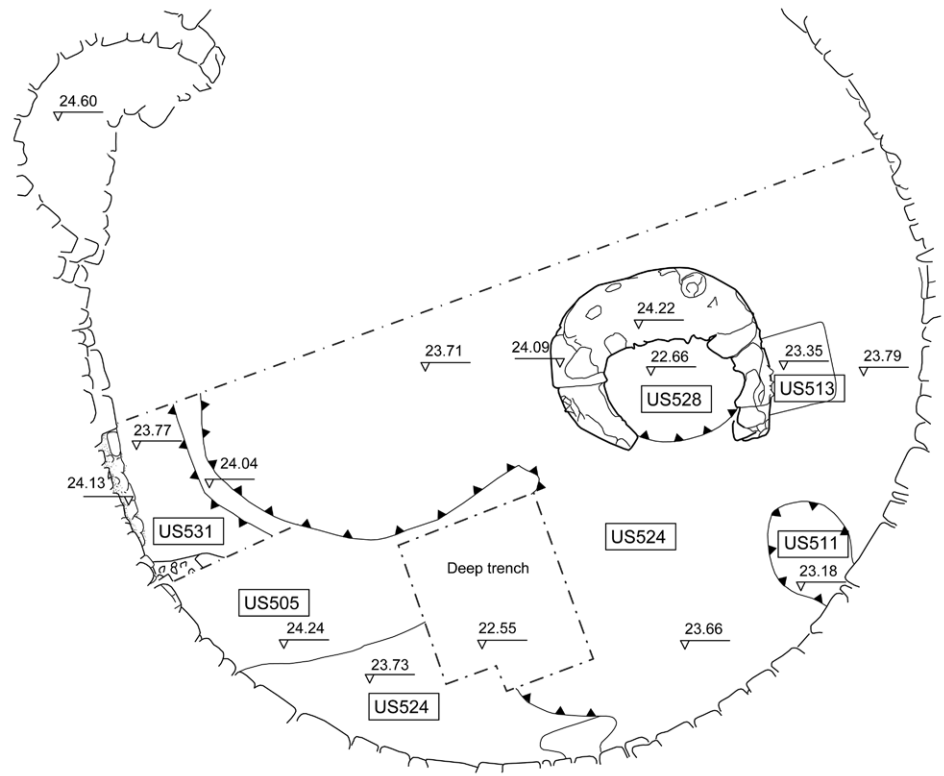 24.60
24.22
23.71
24.09
22.66
23.35
23.79
US528
US513
23.77
24.04
24.13
US531
US524
US511
Deep trench
23.18
US505
24.24
22.55
23.66
23.73
US524